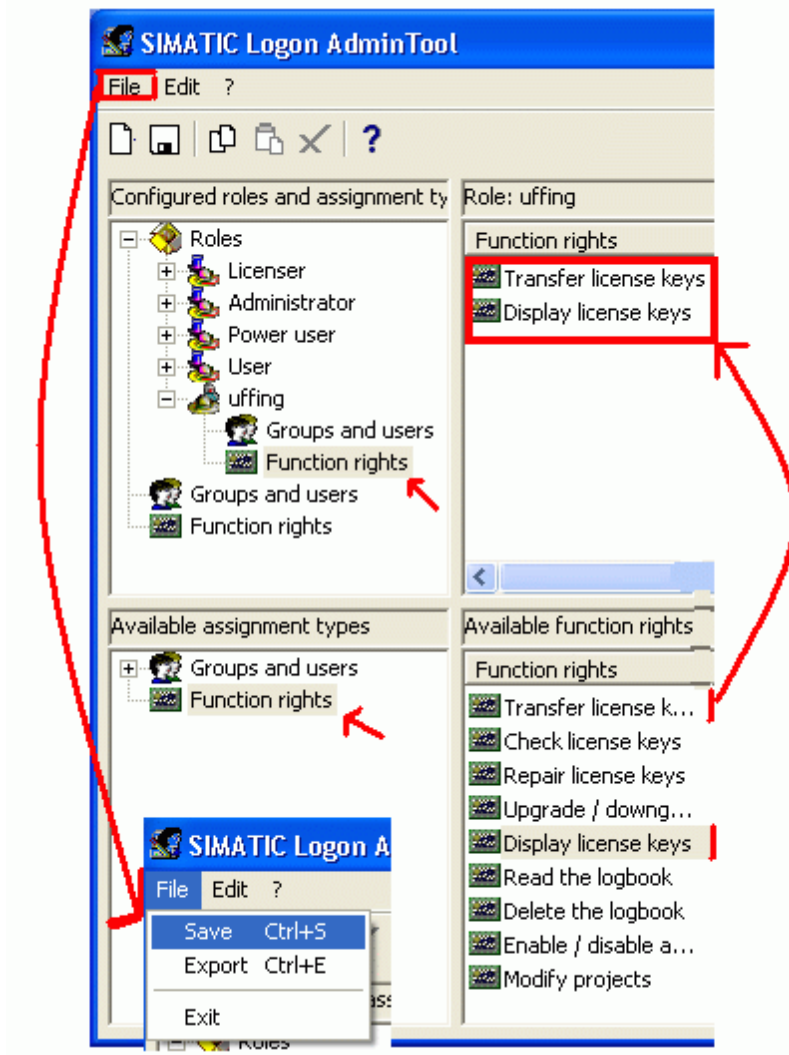 SIMATIC Logon AdminTool
File Edit ?
?
Configured roles and assignment ty
Roles
Licenser
Administrator
Power user
User
uffing
Groups and users
Function rights
Groups and users
Function rights
Role: uffing
Function rights
Transfer license keys
Display license keys
Available assignment types
Groups and users
Function rights
Available function rights
Function rights
Transfer license k...
Check license keys
Repair license keys
Upgrade / downg...
Display license keys
Read the logbook
Delete the logbook
Enable / disable a...
Modify projects
SIMATIC Logon A
File Edit ?
Save Ctrl+S
Export Ctrl+E
Exit
ass
Roles